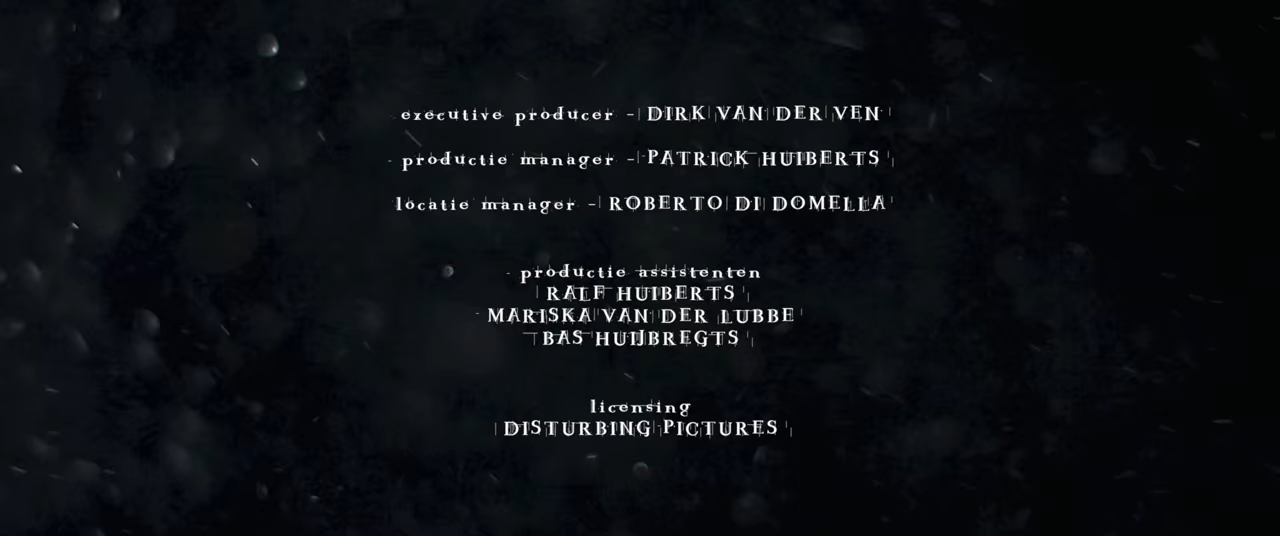 executive producer - DIRK VAN DER VEN
productie manager - PATRICK HUIBERTS
locatie manager - ROBERTO DI DOMELLA
productie assistenten
RALF HUIBERTS
MARISKA VAN DER LUBBE
BAS HUIJBREGTS
licensing
DISTURBING PICTURES